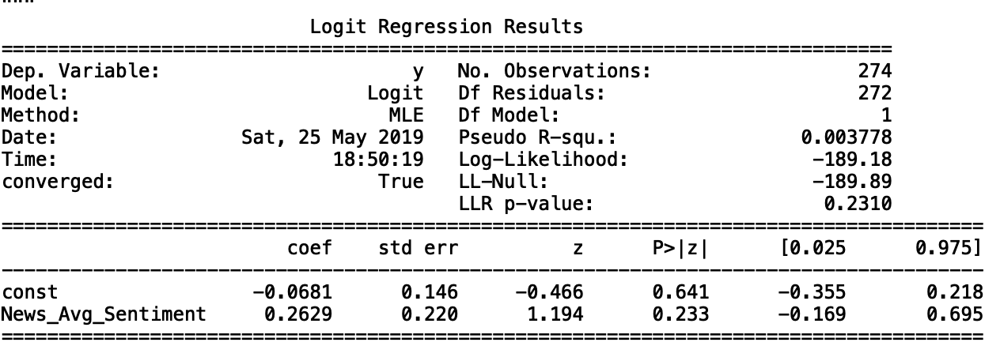 Logit Regression Results
==============================================================================
Dep. Variable: y No. Observations: 274
Model: Logit Df Residuals: 272
Method: MLE Df Model: 1
Date: Sat, 25 May 2019 Pseudo R-squ.: 0.003778
Time: 18:50:19 Log-Likelihood: -189.18
converged: True LL-Null: -189.89
LLR p-value: 0.2310
======================================================================================
coef std err z P>|z| [0.025 0.975]
--------------------------------------------------------------------------------------
const -0.0681 0.146 -0.466 0.641 -0.355 0.218
News_Avg_Sentiment 0.2629 0.220 1.194 0.233 -0.169 0.695
======================================================================================